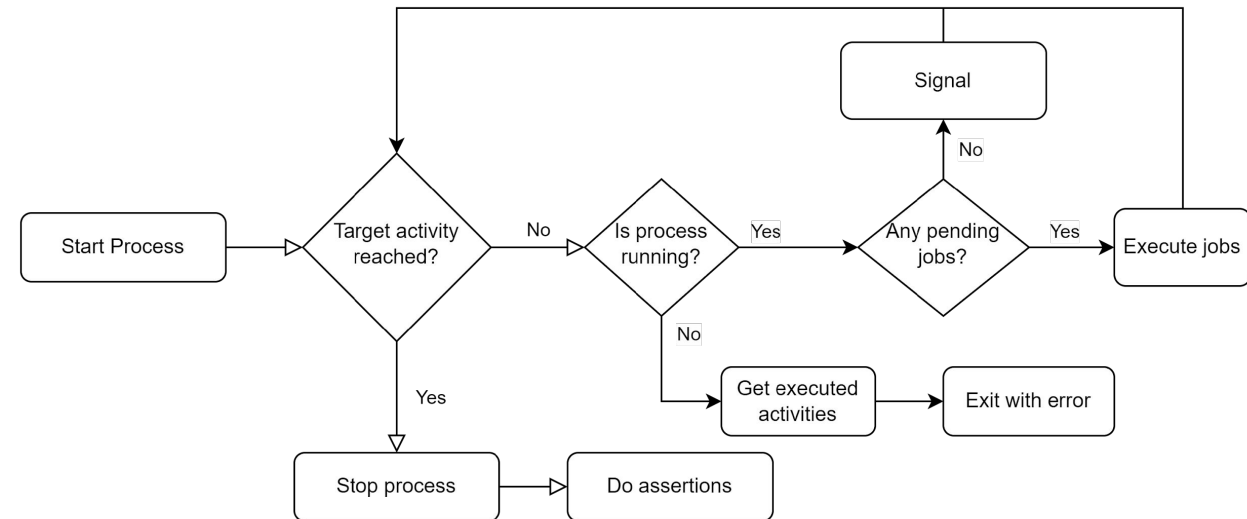 Signal
No
Start Process
Target activity
reached?
No
Is process
running?
Yes
Any pending
jobs?
Yes
Execute jobs
No
Yes
Get executed
activities
Exit with error
Stop process
Do assertions